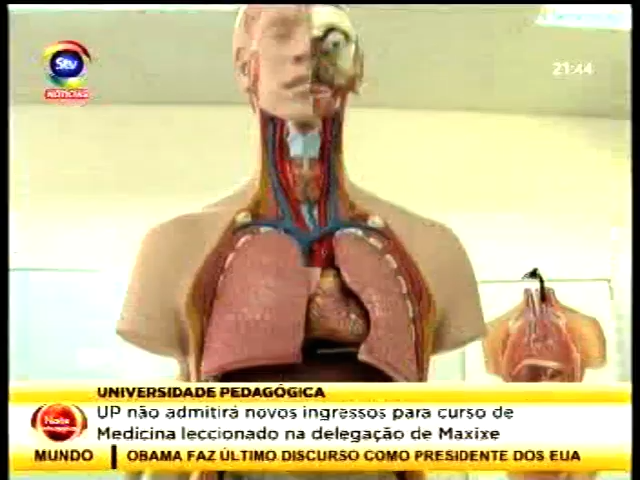 Stv
NOTÍCIAS
21:44
UNIVERSIDADE PEDAGÓGICA
UP não admitirá novos ingressos para curso de
Medicina leccionado na delegação de Maxixe
Noite
MUNDO
OBAMA FAZ ÚLTIMO DISCURSO COMO PRESIDENTE DOS EUA